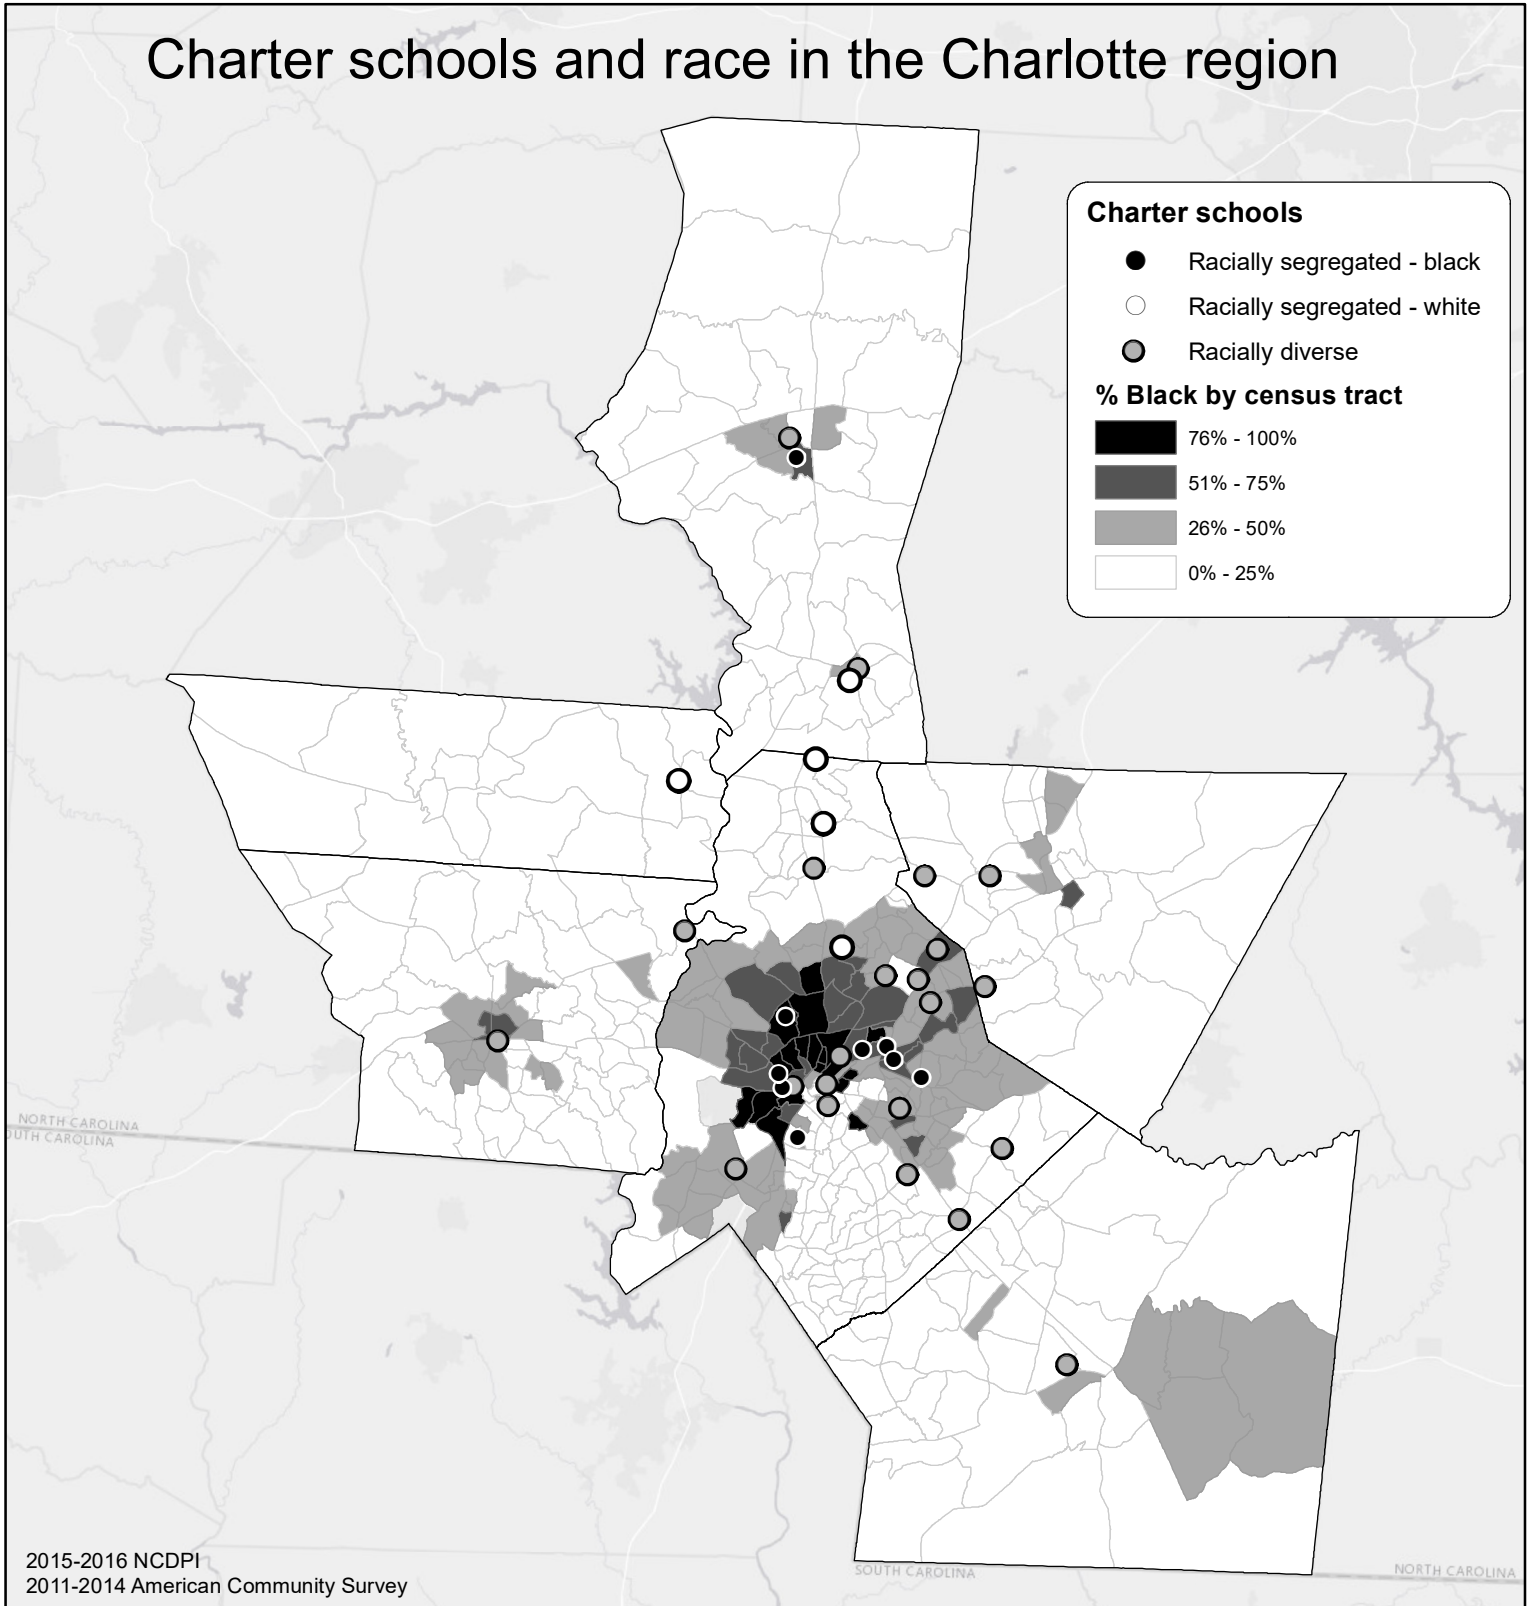 Charter schools and race in the Charlotte region
Charter schools
Racially segregated - black
Racially segregated - white
Racially diverse
% Black by census tract
76% - 100%
51% - 75%
26% - 50%
0% - 25%
NORTH CAROLINA
OUTH CAROLINA
2015-2016 NCDPI
2011-2014 American Community Survey
SOUTH CAROLINA
NORTH CAROLINA